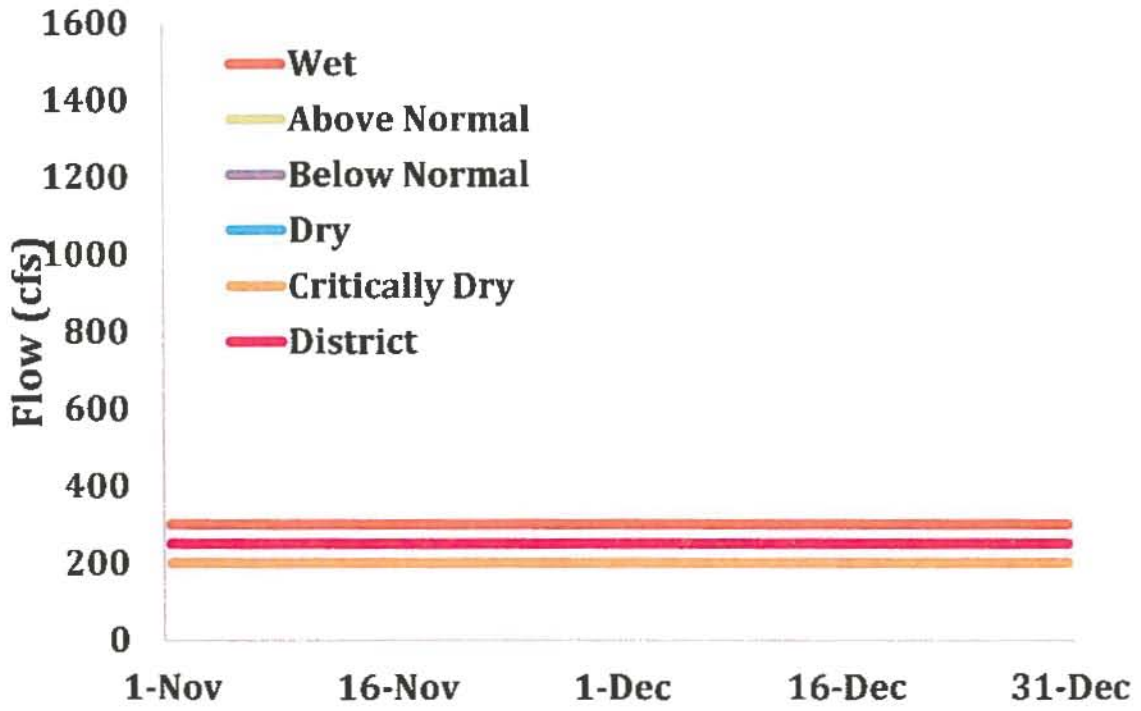 1600
1400
1200
1000
800
600
400
200
0
Flow (cfs)
Wet
Above Normal
Below Normal
Dry
Critically Dry
District
1-Nov 16-Nov 1-Dec 16-Dec 31-Dec